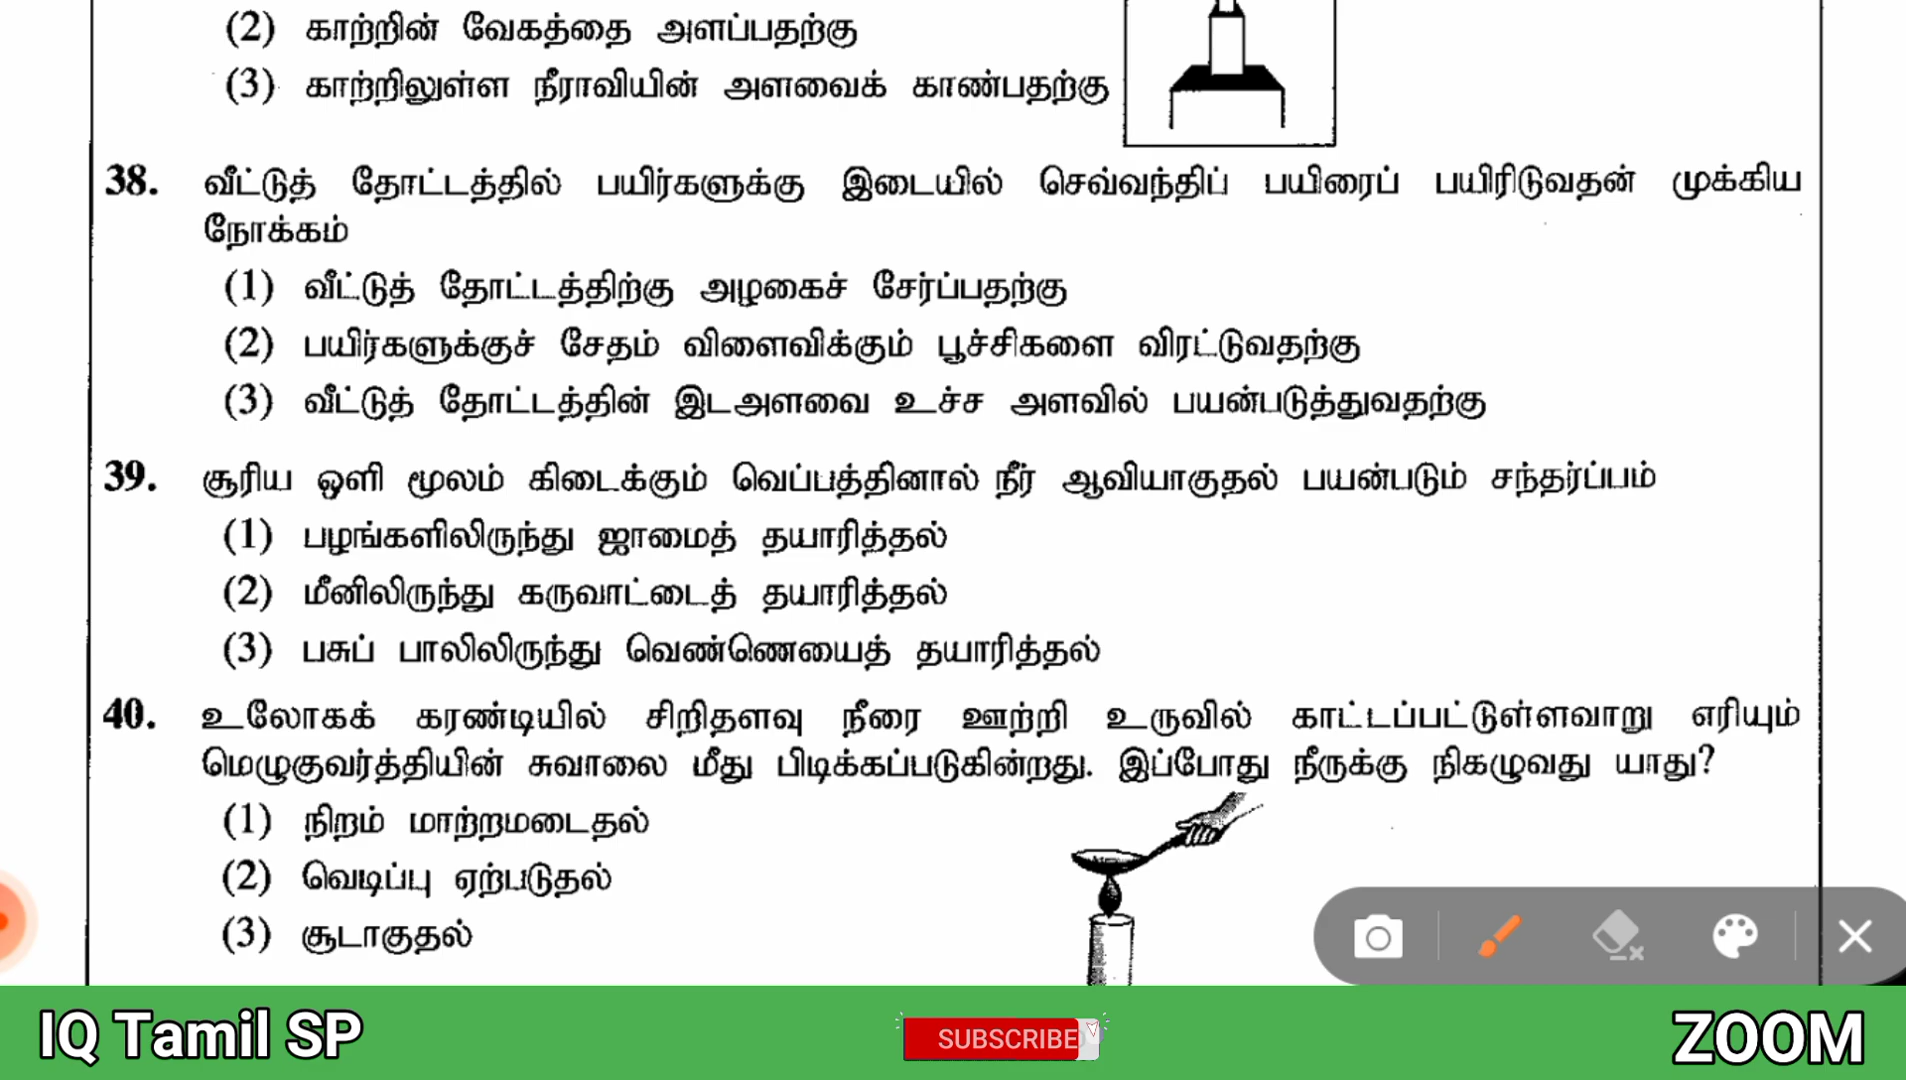 (2) காற்றின் வேகத்தை அளப்பதற்கு
(3) காற்றிலுள்ள நீராவியின் அளவைக் காண்பதற்கு
38. வீட்டுத் தோட்டத்தில் பயிர்களுக்கு இடையில் செவ்வந்திப் பயிரைப் பயிரிடுவதன் முக்கிய
நோக்கம்
(1) வீட்டுத் தோட்டத்திற்கு அழகைச் சேர்ப்பதற்கு
(2) பயிர்களுக்குச் சேதம் விளைவிக்கும் பூச்சிகளை விரட்டுவதற்கு
(3) வீட்டுத் தோட்டத்தின் இடஅளவை உச்ச அளவில் பயன்படுத்துவதற்கு
39. சூரிய ஒளி மூலம் கிடைக்கும் வெப்பத்தினால் நீர் ஆவியாகுதல் பயன்படும் சந்தர்ப்பம்
(1) பழங்களிலிருந்து ஜாமைத் தயாரித்தல்
(2) மீனிலிருந்து கருவாட்டைத் தயாரித்தல்
(3) பசுப் பாலிலிருந்து வெண்ணெயைத் தயாரித்தல்
40. உலோகக் கரண்டியில் சிறிதளவு நீரை ஊற்றி உருவில் காட்டப்பட்டுள்ளவாறு எரியும்
மெழுகுவர்த்தியின் சுவாலை மீது பிடிக்கப்படுகின்றது. இப்போது நீருக்கு நிகழுவது யாது?
(1) நிறம் மாற்றமடைதல்
(2) வெடிப்பு ஏற்படுதல்
(3) சூடாகுதல்
IQ Tamil SP
SUBSCRIBE
ZOOM